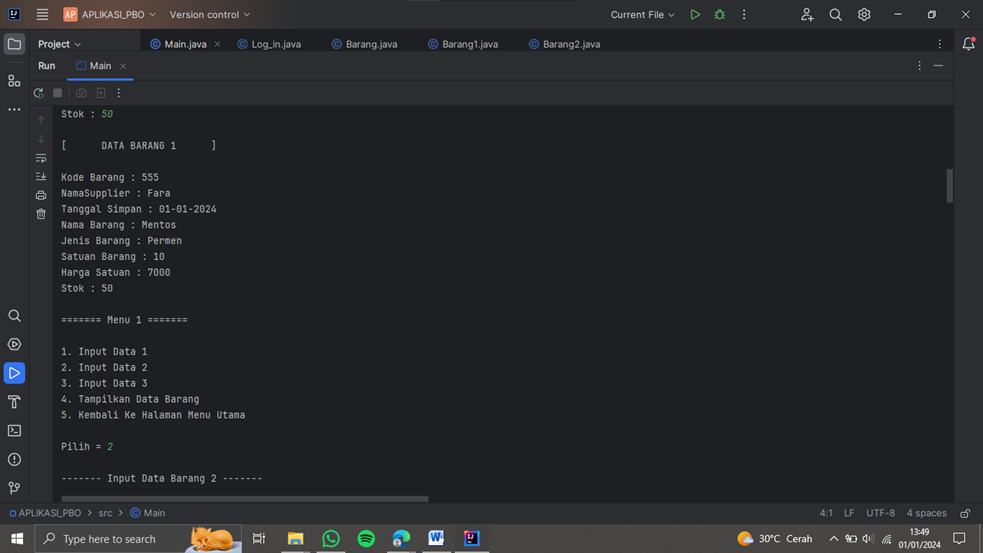 AP APLIKASI_PBO Version control Current File
Project Main.java Log_in.java Barang.java Barang1.java Barang2.java
Run Main
Stok : 50
[ DATA BARANG 1 ]
Kode Barang : 555
NamaSupplier : Fara
Tanggal Simpan : 01-01-2024
Nama Barang : Mentos
Jenis Barang : Permen
Satuan Barang : 10
Harga Satuan : 7000
Stok : 50
======= Menu 1 =======
1. Input Data 1
2. Input Data 2
3. Input Data 3
4. Tampilkan Data Barang
5. Kembali Ke Halaman Menu Utama
Pilih = 2
------- Input Data Barang 2 -------
APLIKASI_PBO > src > Main 4:1 LF UTF-8 4 spaces
Type here to search 30°C Cerah 13:49
01/01/2024